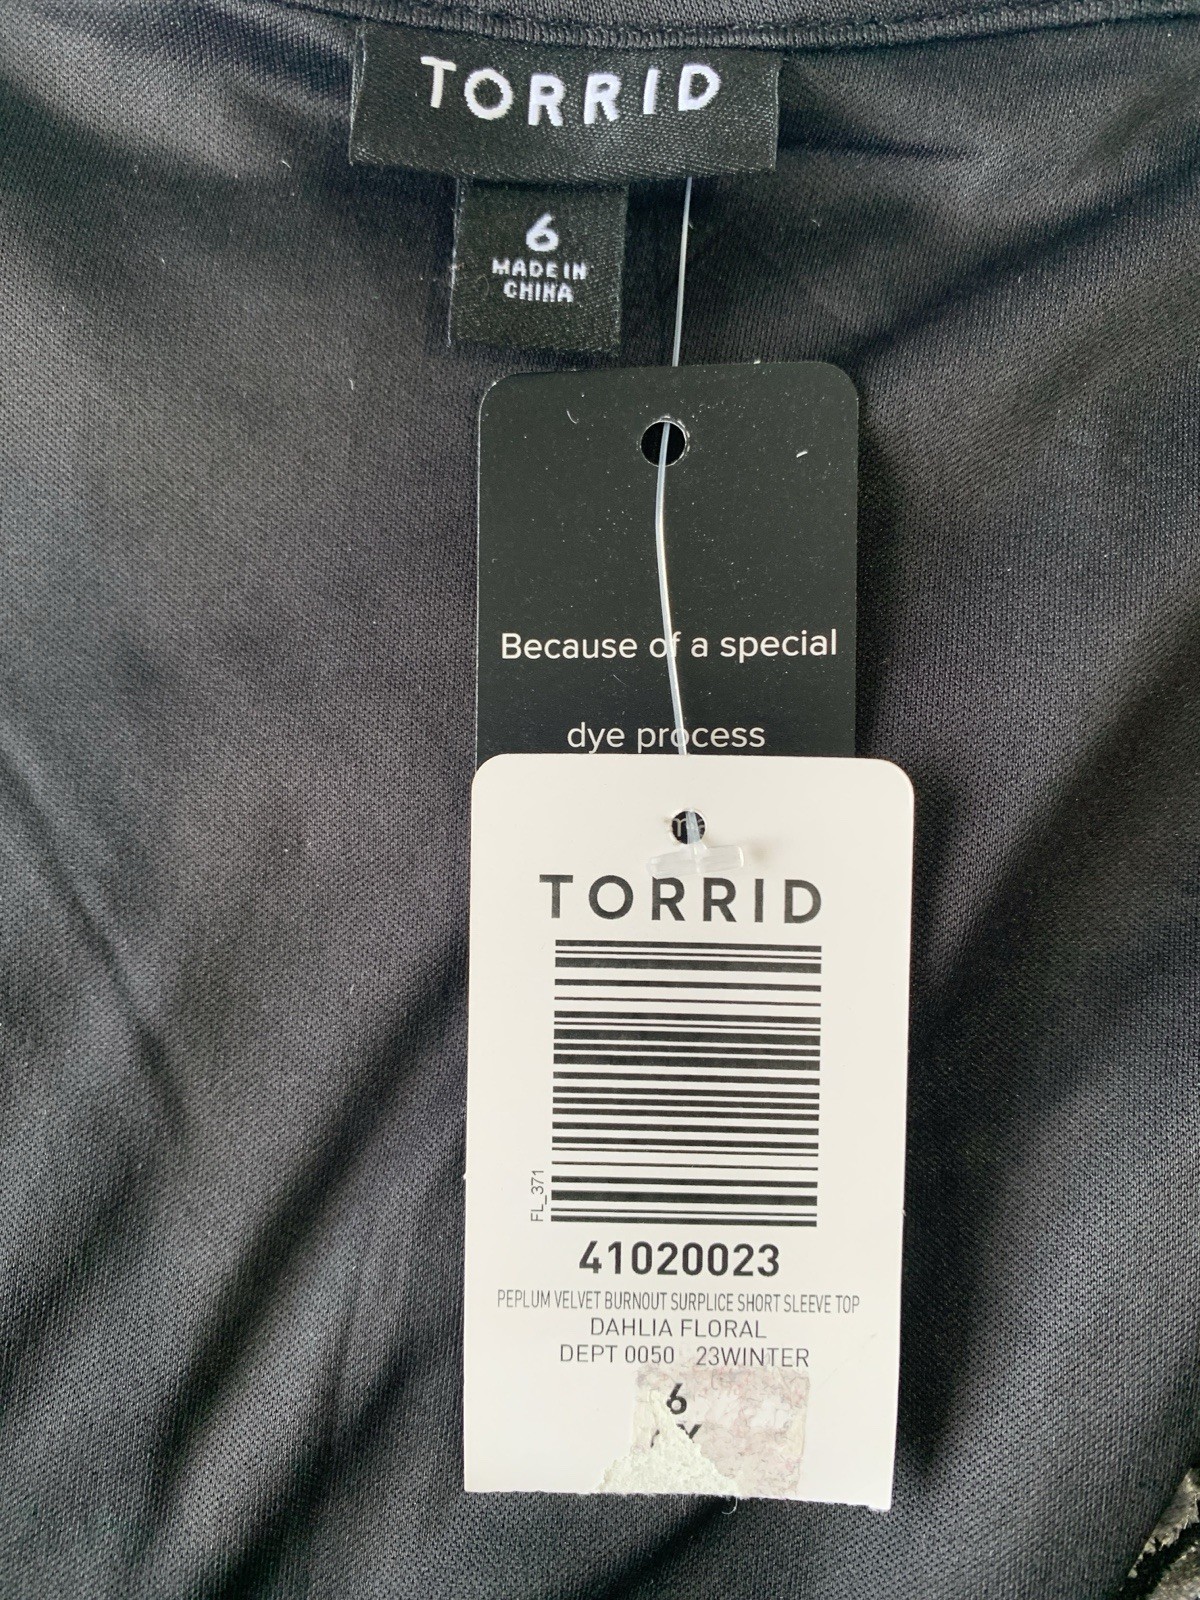 TORRID
6
MADE IN
CHINA
Because of a special
dye process
TORRID
FL_371
41020023
PEPLUM VELVET BURNOUT SURPLICE SHORT SLEEVE TOP
DAHLIA FLORAL
DEPT 0050 23WINTER
6